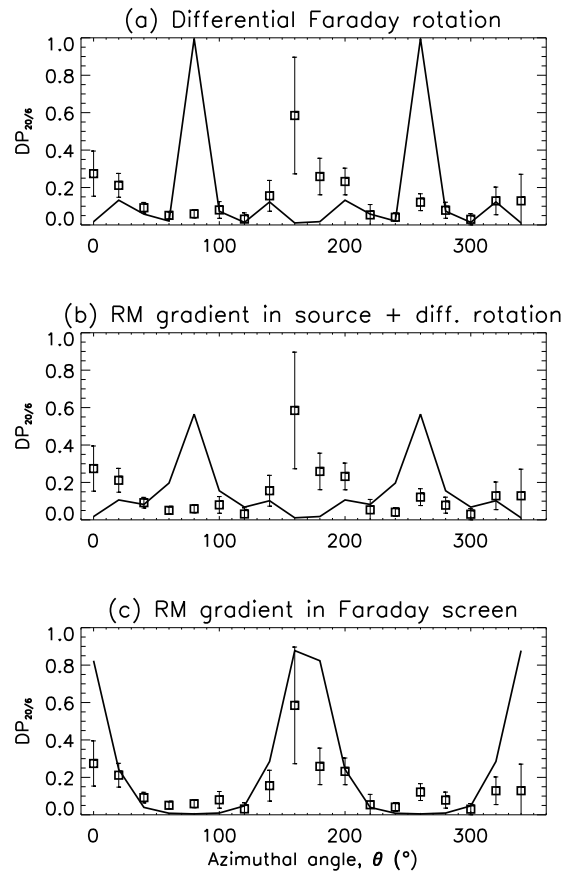 (a) Differential Faraday rotation
1.0
0.8
0.6
0.4
0.2
0.0
DP20/6
0 100 200 300
(b) RM gradient in source + diff. rotation
1.0
0.8
0.6
0.4
0.2
0.0
DP20/6
0 100 200 300
(c) RM gradient in Faraday screen
1.0
0.8
0.6
0.4
0.2
0.0
DP20/6
0 100 200 300
Azimuthal angle, θ (°)